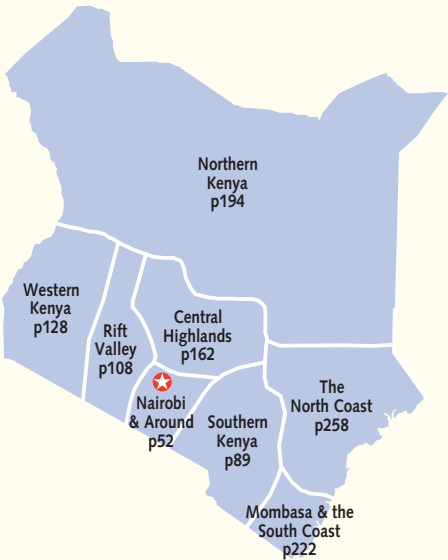 Northern
Kenya
p194
Western
Kenya
p128
Rift
Valley
p108
Central
Highlands
p162
Nairobi
& Around
p52
Southern
Kenya
p89
The
North Coast
p258
Mombasa & the
South Coast
p222